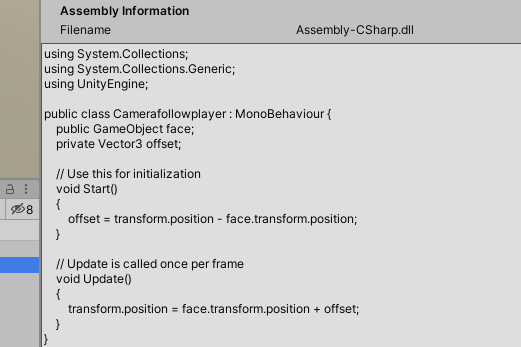 Assembly Information
Filename Assembly-CSharp.dll
using System.Collections;
using System.Collections.Generic;
using UnityEngine;
public class Camerafollowplayer : MonoBehaviour {
public GameObject face;
private Vector3 offset;
// Use this for initialization
void Start()
{
offset = transform.position - face.transform.position;
}
// Update is called once per frame
void Update()
{
transform.position = face.transform.position + offset;
}
}
8